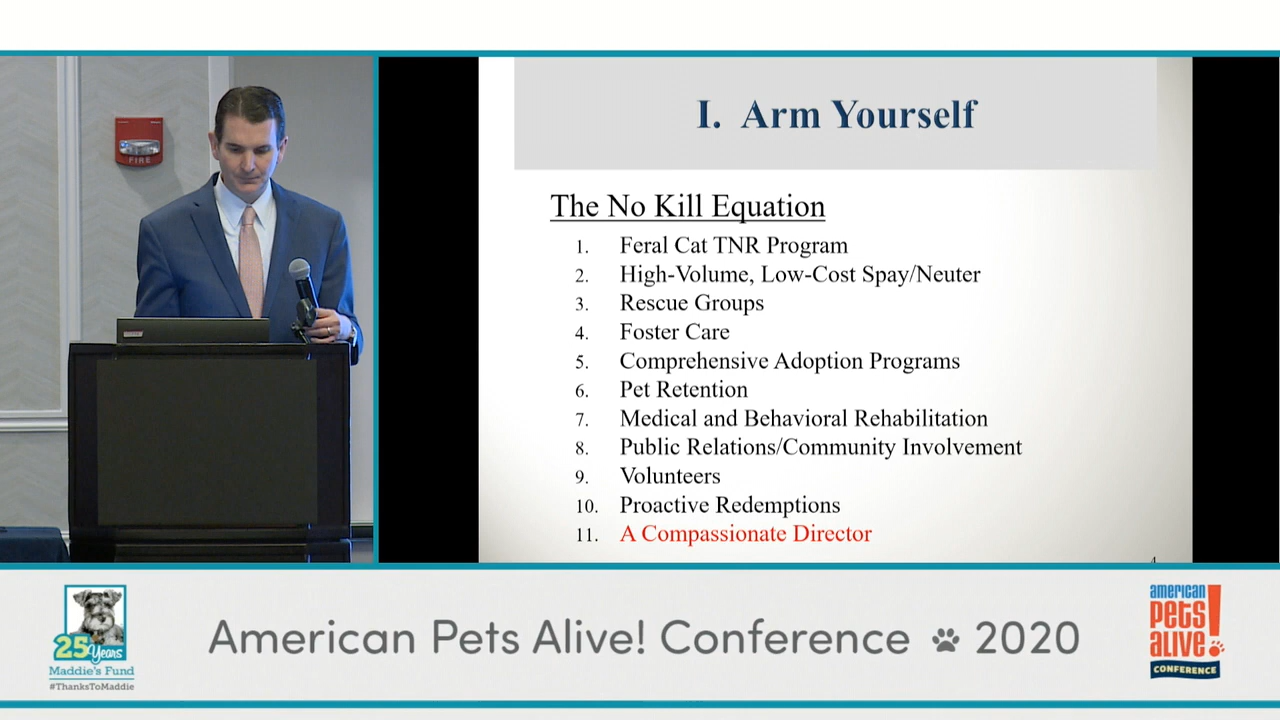 FIRE
I. Arm Yourself
The No Kill Equation
1. Feral Cat TNR Program
2. High-Volume, Low-Cost Spay/Neuter
3. Rescue Groups
4. Foster Care
5. Comprehensive Adoption Programs
6. Pet Retention
7. Medical and Behavioral Rehabilitation
8. Public Relations/Community Involvement
9. Volunteers
10. Proactive Redemptions
11. A Compassionate Director
4
25 Years
Maddie's Fund
#ThanksToMaddie
American Pets Alive! Conference 2020
american
pets
alive!
CONFERENCE